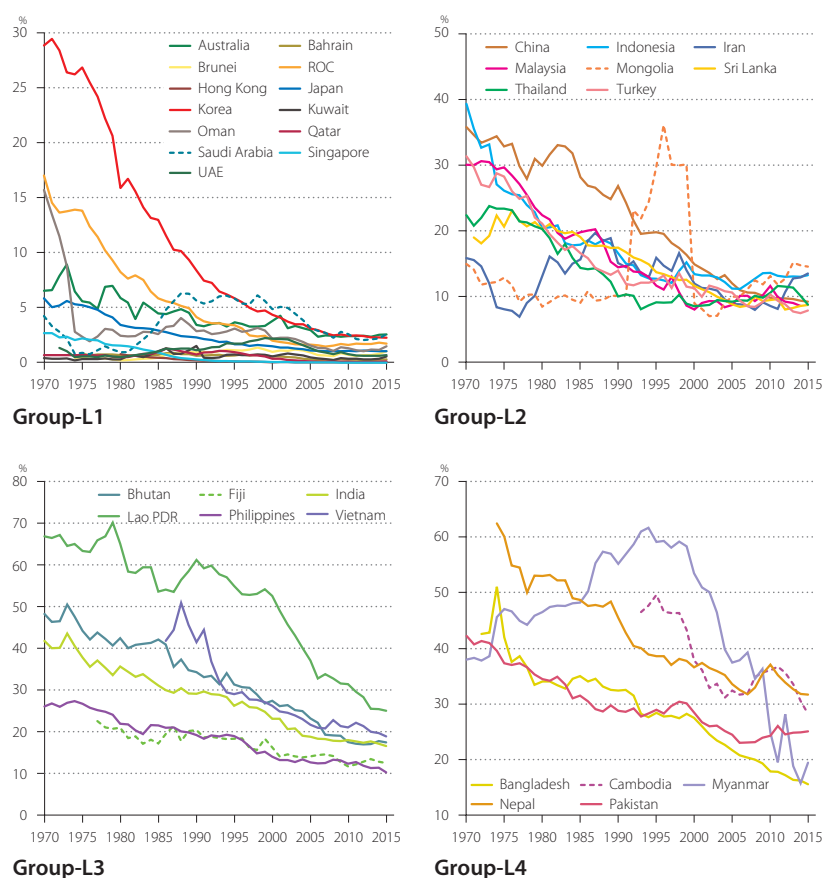 %
30
25
20
15
10
5
0
1970 1975 1980 1985 1990 1995 2000 2005 2010 2015
Australia Bahrain
Brunei ROC
Hong Kong Japan
Korea Kuwait
Oman Qatar
Saudi Arabia Singapore
UAE
Group-L1
%
50
40
30
20
10
0
1970 1975 1980 1985 1990 1995 2000 2005 2010 2015
China Indonesia Iran
Malaysia Mongolia Sri Lanka
Thailand Turkey
Group-L2
%
80
70
60
50
40
30
20
10
0
1970 1975 1980 1985 1990 1995 2000 2005 2010 2015
Bhutan Fiji India
Lao PDR Philippines Vietnam
Group-L3
%
70
60
50
40
30
20
10
1970 1975 1980 1985 1990 1995 2000 2005 2010 2015
Bangladesh Cambodia Myanmar
Nepal Pakistan
Group-L4